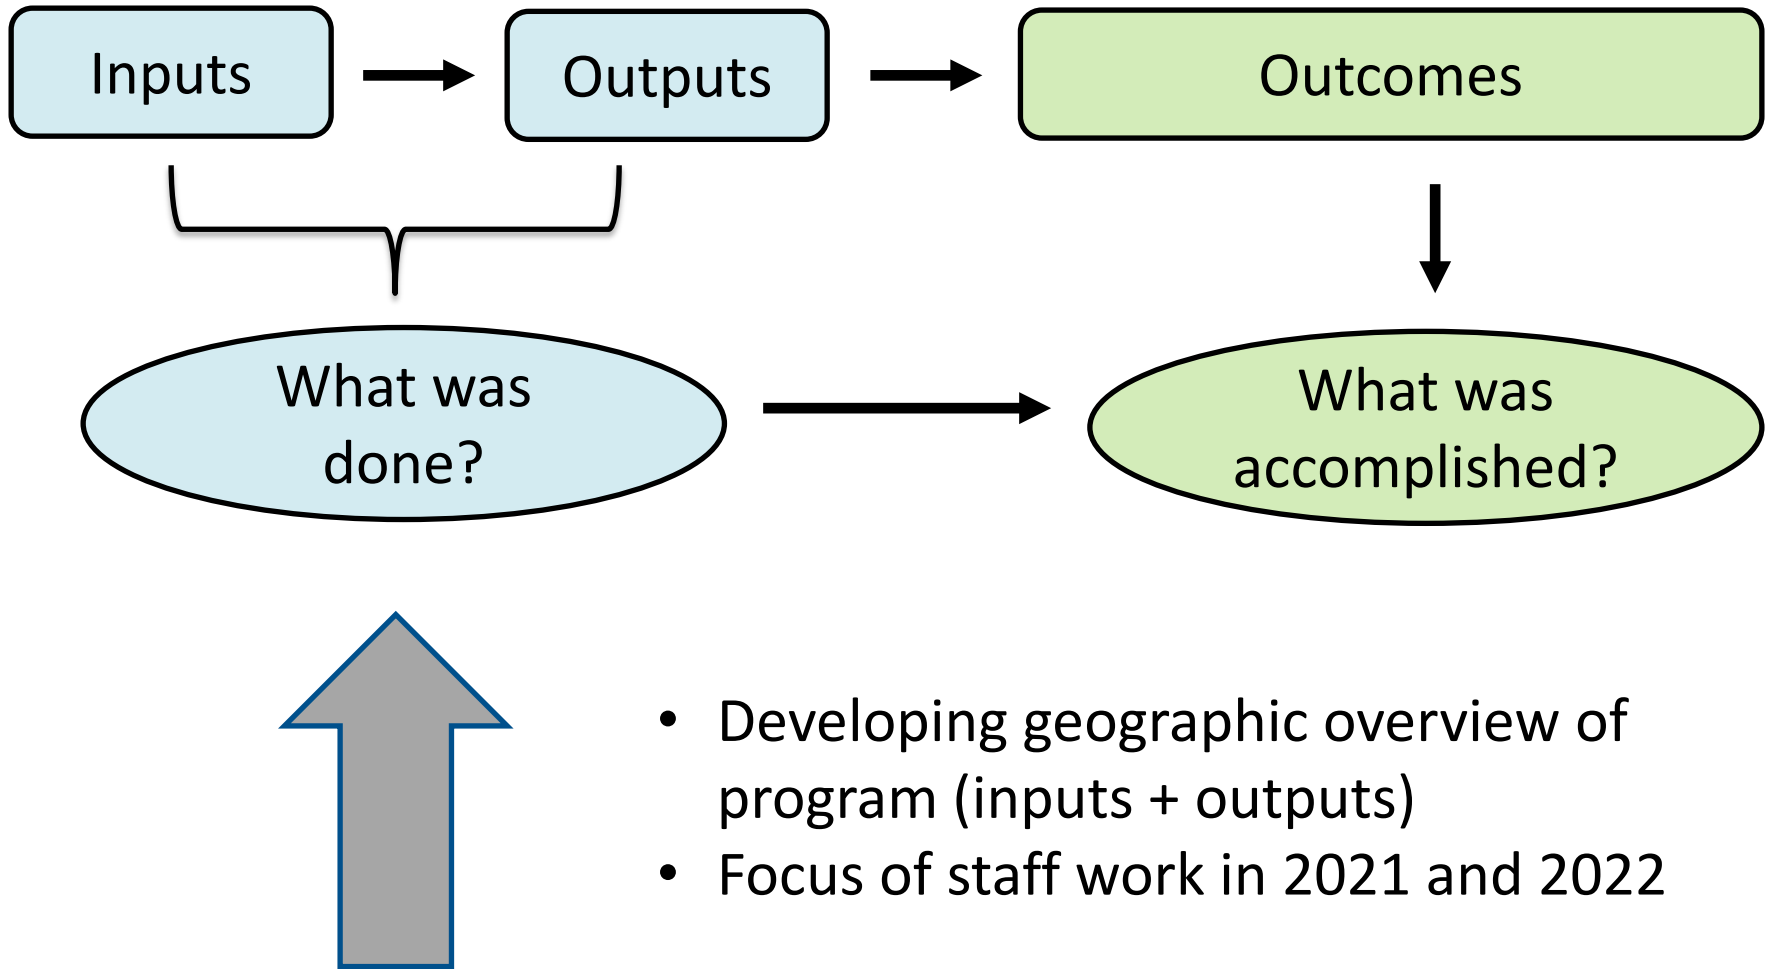 Inputs
Outputs
Outcomes
What was
done?
What was
accomplished?
• Developing geographic overview of
program (inputs + outputs)
• Focus of staff work in 2021 and 2022